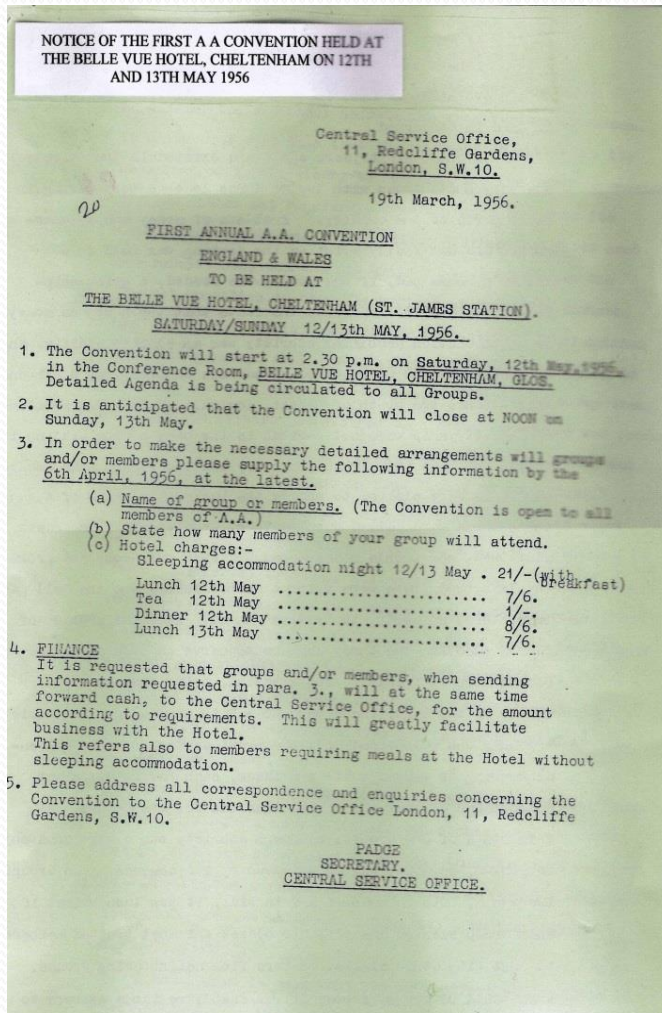 NOTICE OF THE FIRST A A CONVENTION HELD AT
THE BELLE VUE HOTEL, CHELTENHAM ON 12TH
AND 13TH MAY 1956
Central Service Office,
11, Redcliffe Gardens,
London, S.W.10.
19th March, 1956.
20
FIRST ANNUAL A.A. CONVENTION
ENGLAND & WALES
TO BE HELD AT
THE BELLE VUE HOTEL, CHELTENHAM (ST. JAMES STATION).
SATURDAY/SUNDAY 12/13th MAY, 1956.
1. The Convention will start at 2.30 p.m. on Saturday, 12th May, 1956,
in the Conference Room, BELLE VUE HOTEL, CHELTENHAM, GLOS.
Detailed Agenda is being circulated to all Groups.
2. It is anticipated that the Convention will close at NOON on
Sunday, 13th May.
3. In order to make the necessary detailed arrangements will groups
and/or members please supply the following information by the
6th April, 1956, at the latest.
(a) Name of group or members. (The Convention is open to all
members of A.A.)
(b) State how many members of your group will attend.
(c) Hotel charges:-
Sleeping accommodation night 12/13 May . 21/-(with breakfast)
Lunch 12th May ........................ 7/6.
Tea 12th May ........................ 1/-.
Dinner 12th May ........................ 8/6.
Lunch 13th May ........................ 7/6.
4. FINANCE
It is requested that groups and/or members, when sending
information requested in para. 3., will at the same time
forward cash, to the Central Service Office, for the amount
according to requirements. This will greatly facilitate
business with the Hotel.
This refers also to members requiring meals at the Hotel without
sleeping accommodation.
5. Please address all correspondence and enquiries concerning the
Convention to the Central Service Office London, 11, Redcliffe
Gardens, S.W.10.
PADGE
SECRETARY.
CENTRAL SERVICE OFFICE.